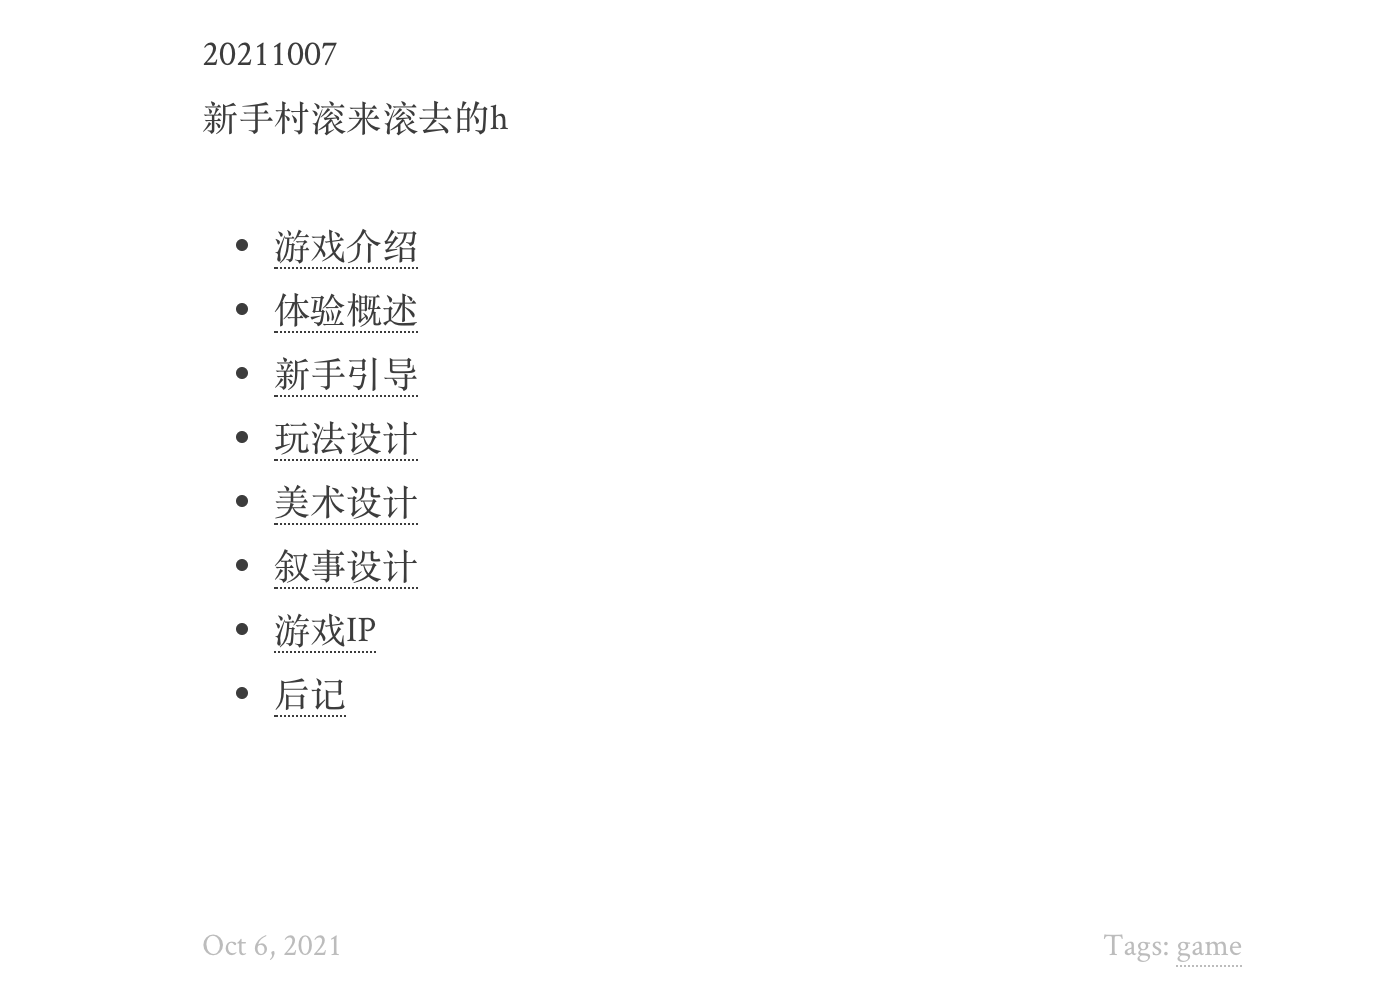 20211007
新手村滚来滚去的h
游戏介绍
体验概述
新手引导
玩法设计
美术设计
叙事设计
游戏IP
后记
Oct 6, 2021
Tags: game